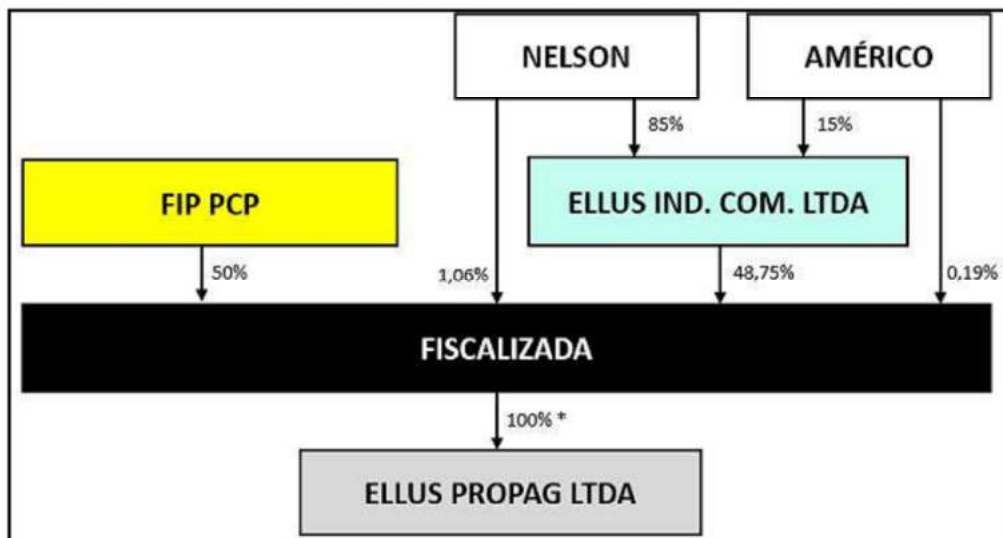 NELSON
AMÉRICO
85%
15%
FIP PCP
ELLUS IND. COM. LTDA
50%
1,06%
48,75%
0,19%
FISCALIZADA
100% *
ELLUS PROPAG LTDA